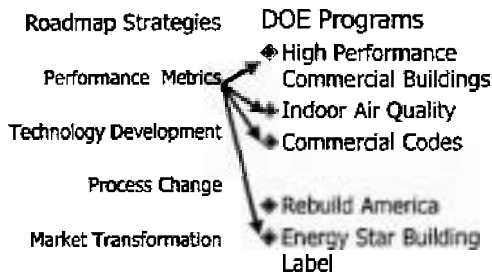 Roadmap Strategies
DOE Programs
Performance Metrics
High Performance
Commercial Buildings
Indoor Air Quality
Technology Development
Commercial Codes
Process Change
Rebuild America
Market Transformation
Energy Star Building
Label